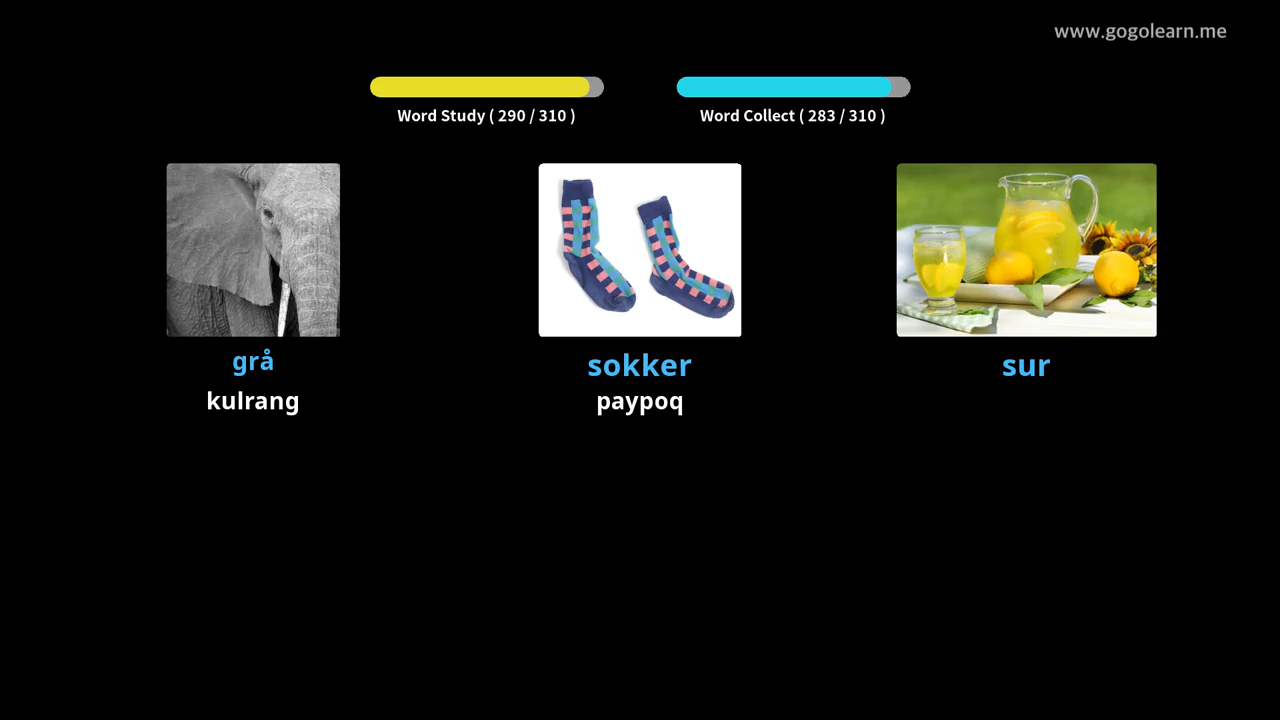 www.gogolearn.me
Word Study ( 290 / 310 )
Word Collect ( 283 / 310 )
grå
sokker
sur
kulrang
paypoq